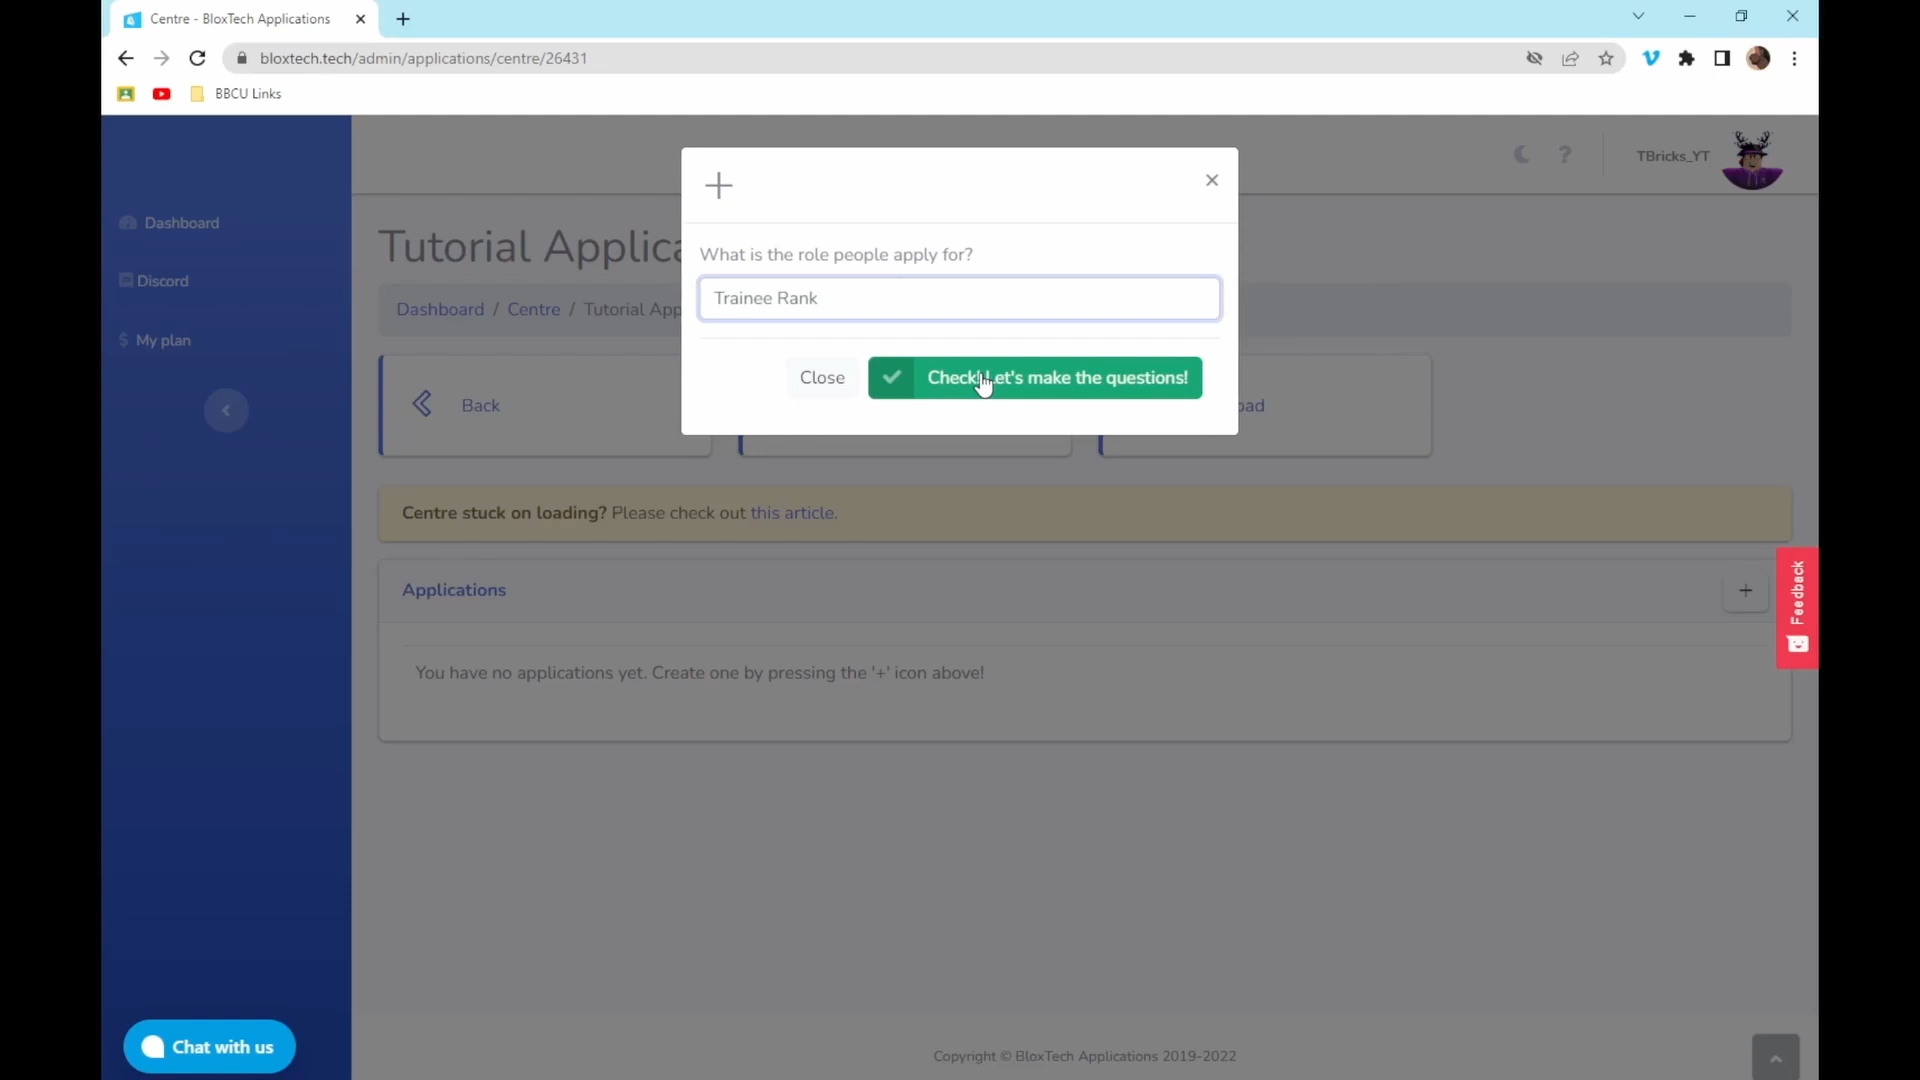 Centre - BloxTech Applications
bloxtech.tech/admin/applications/centre/26431
BBCU Links
TBricks_YT
Dashboard
Discord
$ My plan
What is the role people apply for?
Trainee Rank
Close
Check! Let's make the questions!
Tutorial Applica
Dashboard / Centre / Tutorial App
Back
oad
Centre stuck on loading? Please check out this article.
Applications
You have no applications yet. Create one by pressing the '+' icon above!
Feedback
Chat with us
Copyright © BloxTech Applications 2019-2022